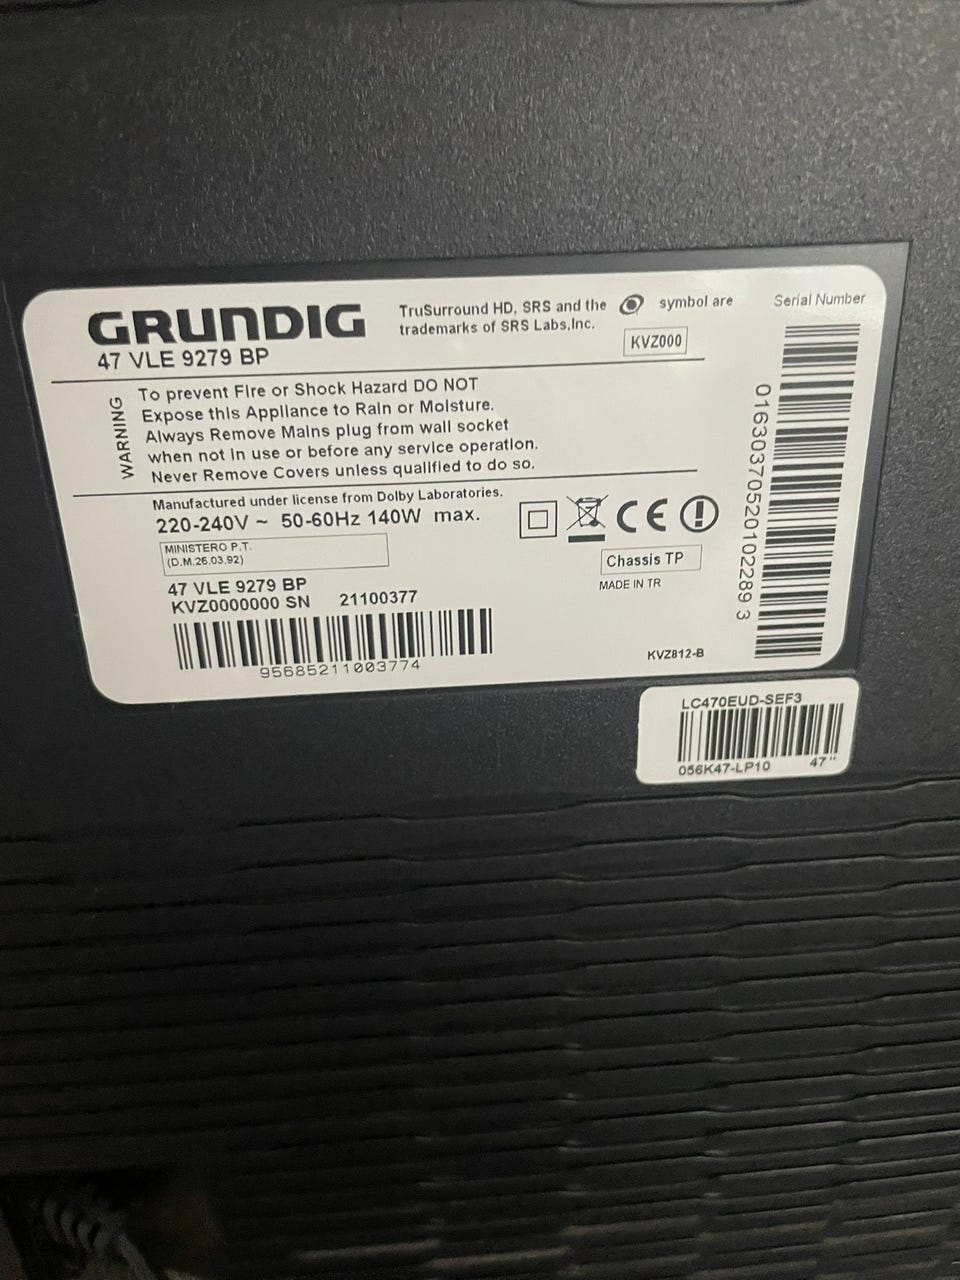 GRUNDIG
47 VLE 9279 BP
TruSurround HD, SRS and the symbol are
trademarks of SRS Labs,Inc.
KVZ000
Serial Number
0163037052010228 9 3
WARNING
To prevent Fire or Shock Hazard DO NOT
Expose this Appliance to Rain or Moisture.
Always Remove Mains plug from wall socket
when not in use or before any service operation.
Never Remove Covers unless qualified to do so.
Manufactured under license from Dolby Laboratories.
220-240V ~ 50-60Hz 140W max.
MINISTERO P.T.
(D.M.26.03.92)
CE
Chassis TP
MADE IN TR
47 VLE 9279 BP
KVZ0000000 SN 21100377
95685211003774
KVZ812-B
LC470EUD-SEF3
056K47-LP10 47"